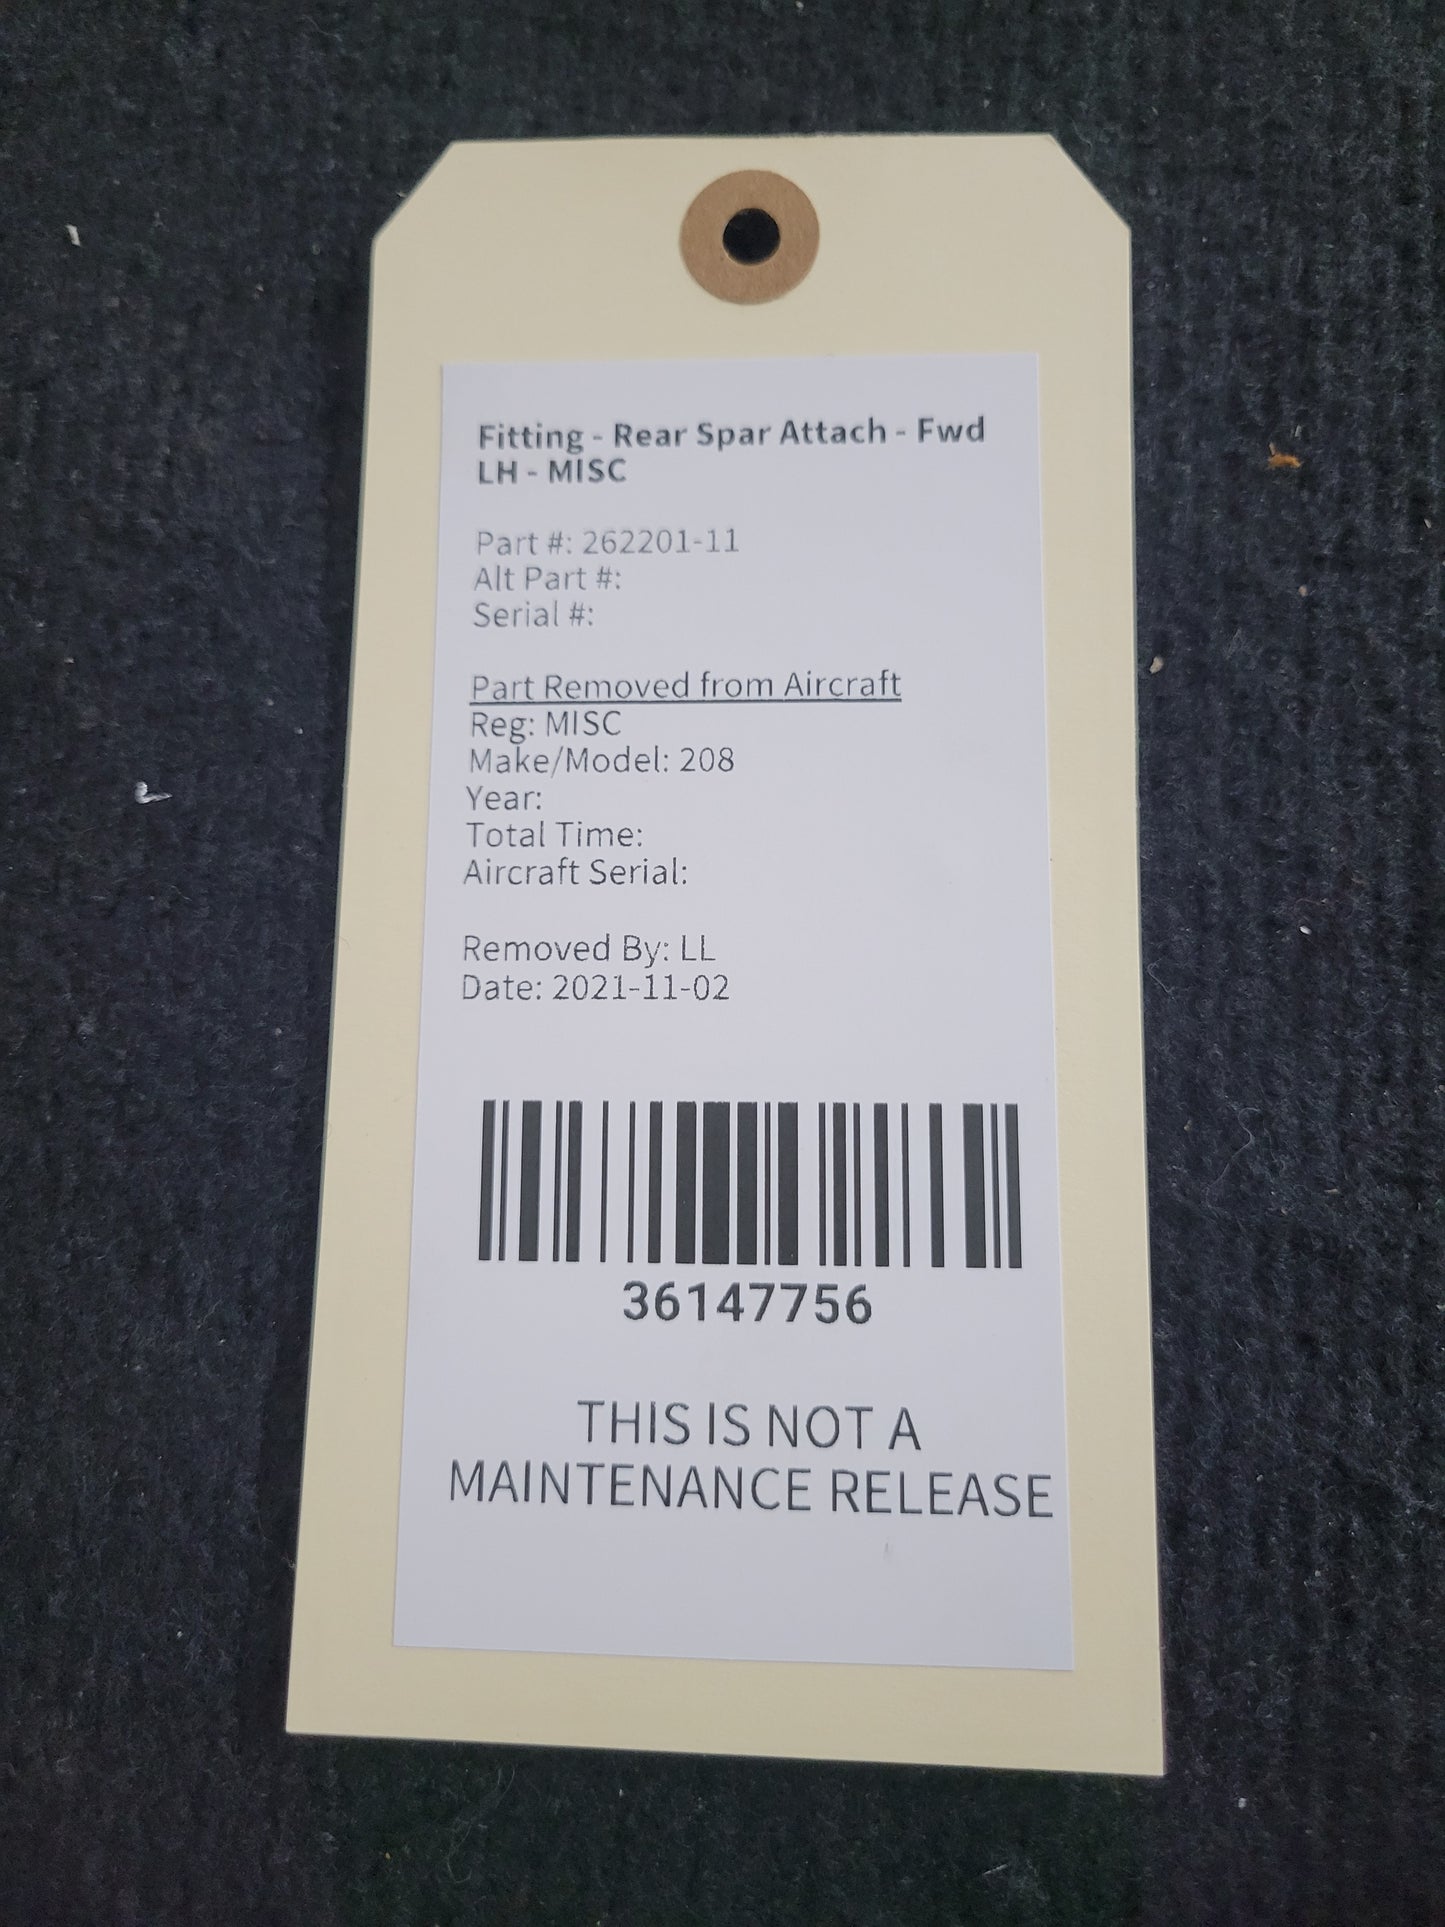 Fitting - Rear Spar Attach - Fwd
LH - MISC
Part #: 262201-11
Alt Part #:
Serial #:
Part Removed from Aircraft
Reg: MISC
Make/Model: 208
Year:
Total Time:
Aircraft Serial:
Removed By: LL
Date: 2021-11-02
36147756
THIS IS NOT A
MAINTENANCE RELEASE